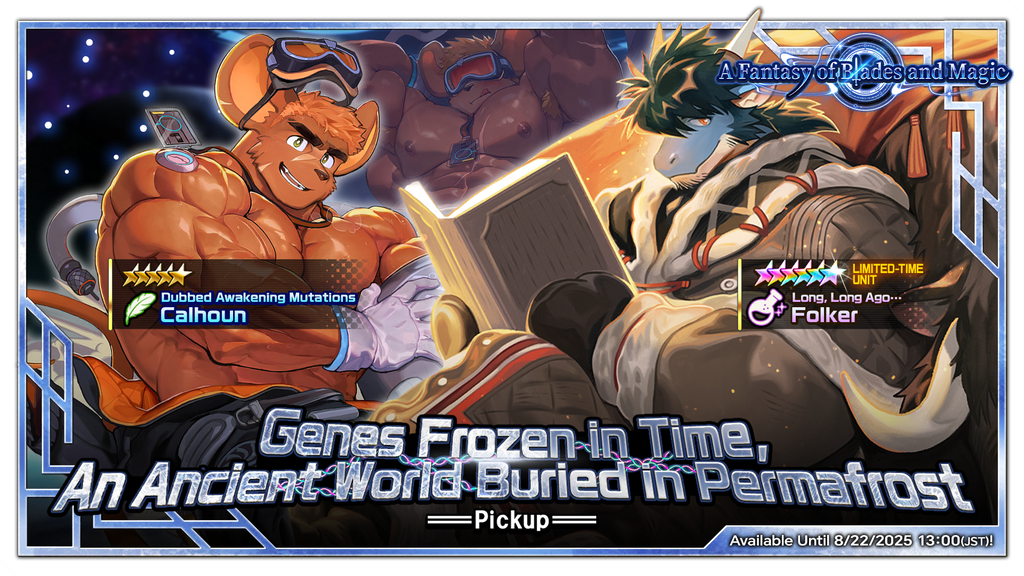 A Fantasy of Blades and Magic
Dubbed Awakening Mutations
Calhoun
LIMITED-TIME
UNIT
Long, Long Ago…
Folker
Genes Frozen in Time,
An Ancient World Buried in Permafrost
Pickup
Available Until 8/22/2025 13:00(JST)!